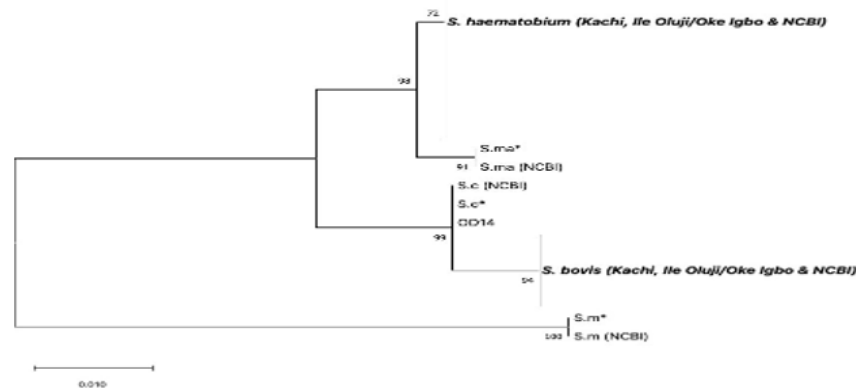 72
S. haematobium (Kachi, Ile Oluji/Oke Igbo & NCBI)
98
S.ma*
91
S.ma (NCBI)
S.c (NCBI)
S.c*
OD14
99
S. bovis (Kachi, Ile Oluji/Oke Igbo & NCBI)
94
S.m*
100
S.m (NCBI)
0.010